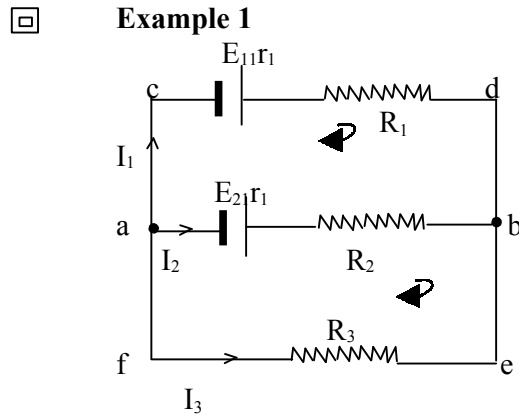 Example 1
E₁₁r₁
c
d
R₁
I₁
E₂₁r₁
a
b
I₂
R₂
R₃
f
e
I₃